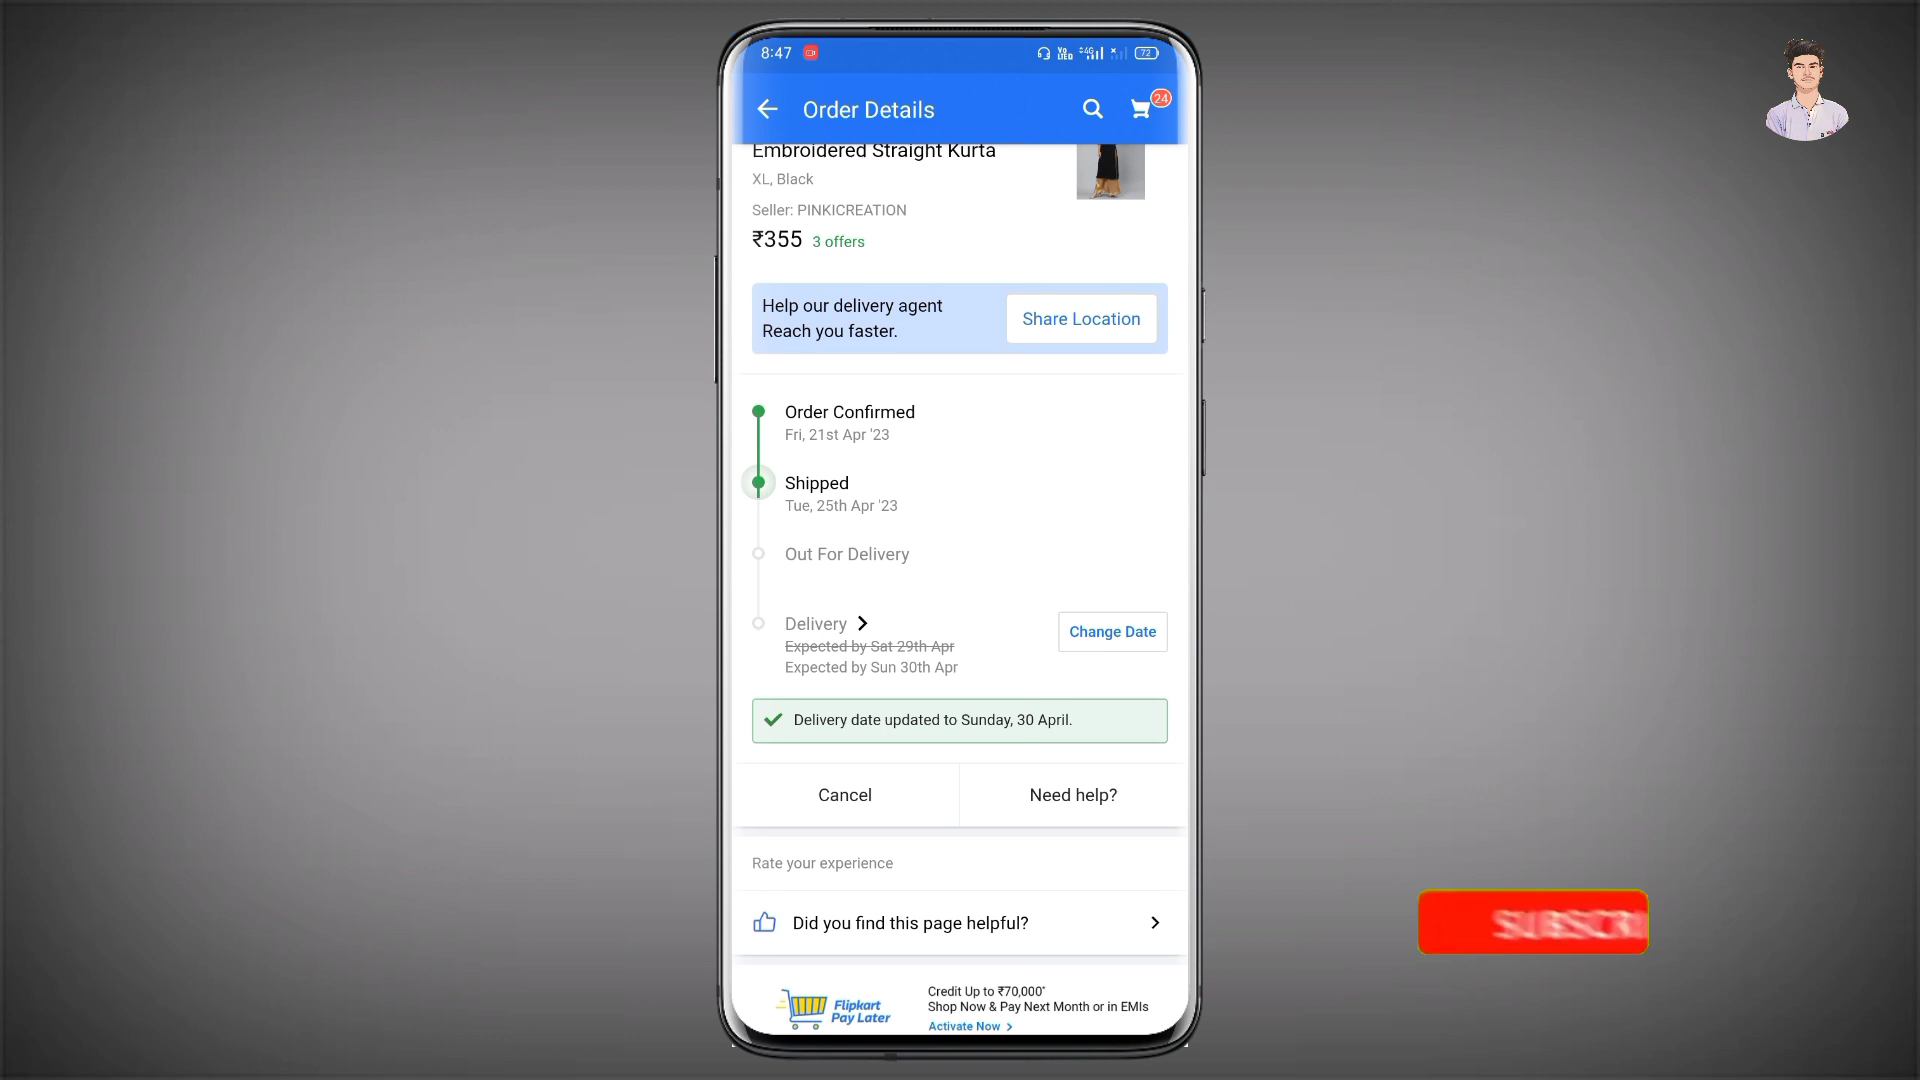 8:47
72
Order Details
24
Embroidered Straight Kurta
XL, Black
Seller: PINKICREATION
₹355 3 offers
Help our delivery agent
Reach you faster.
Share Location
Order Confirmed
Fri, 21st Apr '23
Shipped
Tue, 25th Apr '23
Out For Delivery
Delivery
Change Date
Expected by Sat 29th Apr
Expected by Sun 30th Apr
Delivery date updated to Sunday, 30 April.
Cancel
Need help?
Rate your experience
Did you find this page helpful?
Flipkart
Pay Later
Credit Up to ₹70,000*
Shop Now & Pay Next Month or in EMIs
Activate Now